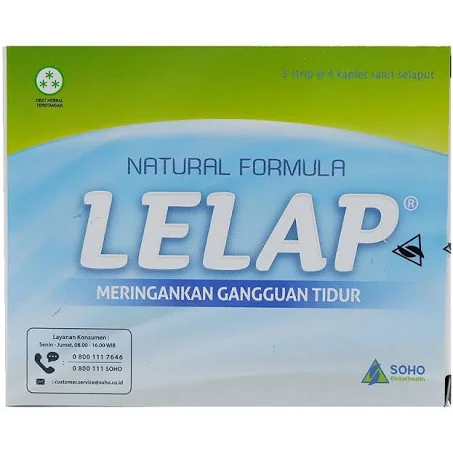 OBAT HERBAL
TERSTANDAR
3 strip @ 4 kaplet salut selaput
NATURAL FORMULA
LELAP®
MERINGANKAN GANGGUAN TIDUR
Layanan Konsumen :
Senin - Jumat, 08.00 - 16.00 WIB
0 800 111 7646
0 800 111 SOHO
: customer.service@soho.co.id
SOHO
Global Health